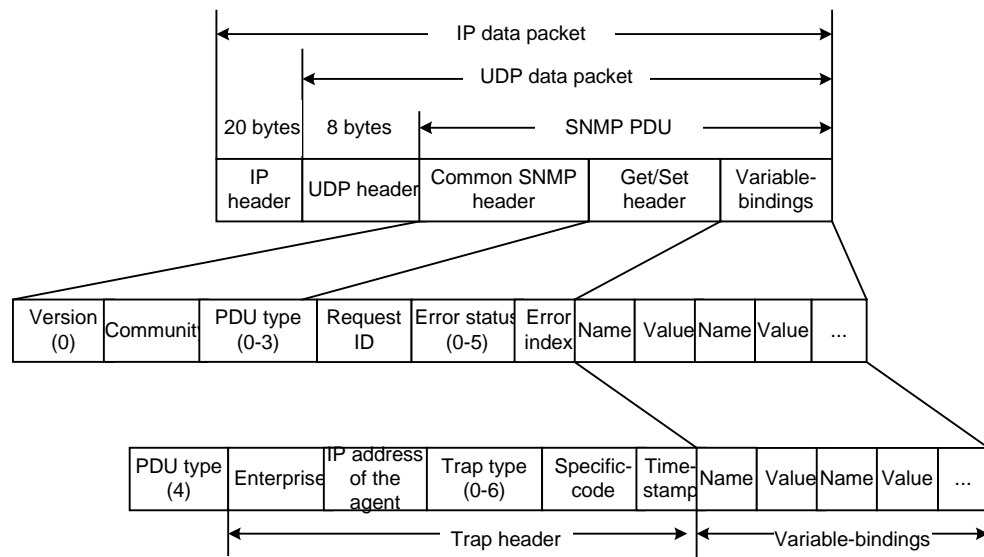 IP data packet
UDP data packet
20 bytes 8 bytes SNMP PDU
IP header UDP header Common SNMP header Get/Set header Variable-bindings
Version (0) Community PDU type (0-3) Request ID Error status (0-5) Error index Name Value Name Value ...
PDU type (4) Enterprise IP address of the agent Trap type (0-6) Specific-code Time-stamp Name Value Name Value ...
Trap header Variable-bindings